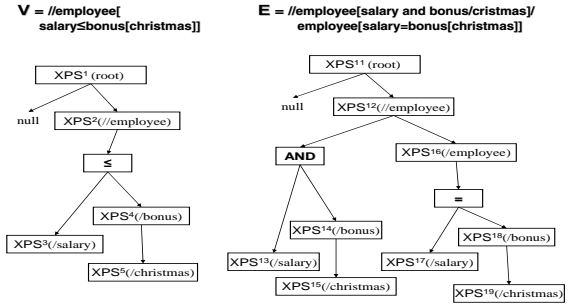 V = //employee[
salary≤bonus[christmas]]
XPS1(root)
null
XPS2(//employee)
≤
XPS4(/bonus)
XPS3(/salary)
XPS5(/christmas)
E = //employee[salary and bonus/cristmas]/
employee[salary=bonus[christmas]]
XPS11(root)
null
XPS12(//employee)
AND
XPS16(/employee)
=
XPS14(/bonus)
XPS18(/bonus)
XPS13(/salary)
XPS17(/salary)
XPS15(/christmas)
XPS19(/christmas)